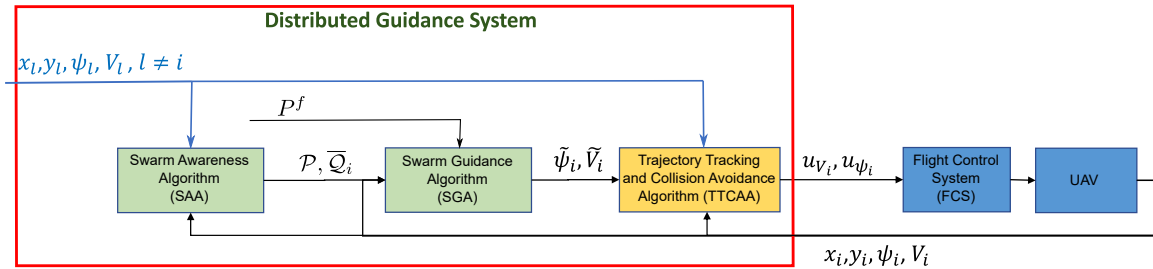 Distributed Guidance System
x_l, y_l, ψ_l, V_l , l ≠ i
P^f
Swarm Awareness
Algorithm
(SAA)
𝒫, 𝒬̅_i
Swarm Guidance
Algorithm
(SGA)
ψ̃_i, Ṽ_i
Trajectory Tracking
and Collision Avoidance
Algorithm (TTCAA)
u_{V_i}, u_{ψ_i}
Flight Control
System
(FCS)
UAV
x_i, y_i, ψ_i, V_i